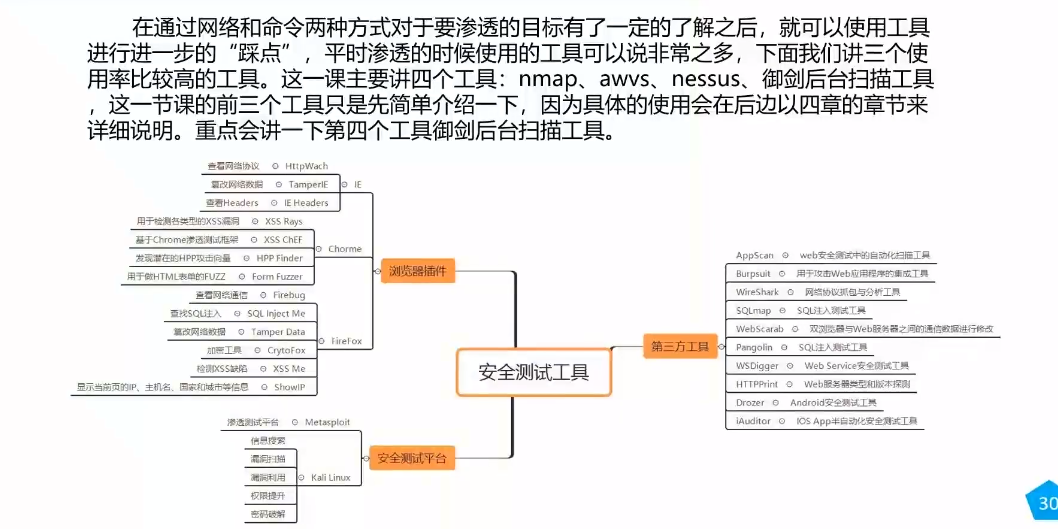 在通过网络和命令两种方式对于要渗透的目标有了一定的了解之后，就可以使用工具
进行进一步的“踩点”，平时渗透的时候使用的工具可以说非常之多，下面我们讲三个使
用率比较高的工具。这一课主要讲四个工具：nmap、awvs、nessus、御剑后台扫描工具
，这一节课的前三个工具只是先简单介绍一下，因为具体的使用会在后边以四章的章节来
详细说明。重点会讲一下第四个工具御剑后台扫描工具。
安全测试工具
浏览器插件
IE
查看网络协议 HttpWach
篡改网络数据 TamperIE
查看Headers IE Headers
Chorme
用于检测各类型的XSS漏洞 XSS Rays
基于Chrome渗透测试框架 XSS ChEF
发现潜在的HPP攻击向量 HPP Finder
用于做HTML表单的FUZZ Form Fuzzer
FireFox
查看网络通信 Firebug
查找SQL注入 SQL Inject Me
篡改网络数据 Tamper Data
加密工具 CrytoFox
检测XSS缺陷 XSS Me
显示当前页的IP、主机名、国家和城市等信息 ShowIP
安全测试平台
渗透测试平台 Metasploit
Kali Linux
信息搜索
漏洞扫描
漏洞利用
权限提升
密码破解
第三方工具
AppScan web安全测试中的自动化扫描工具
Burpsuit 用于攻击Web应用程序的集成工具
WireShark 网络协议抓包与分析工具
SQLmap SQL注入测试工具
WebScarab 双浏览器与Web服务器之间的通信数据进行修改
Pangolin SQL注入测试工具
WSDigger Web Service安全测试工具
HTTPPrint Web服务器类型和版本探测
Drozer Android安全测试工具
iAuditor IOS App半自动化安全测试工具
30